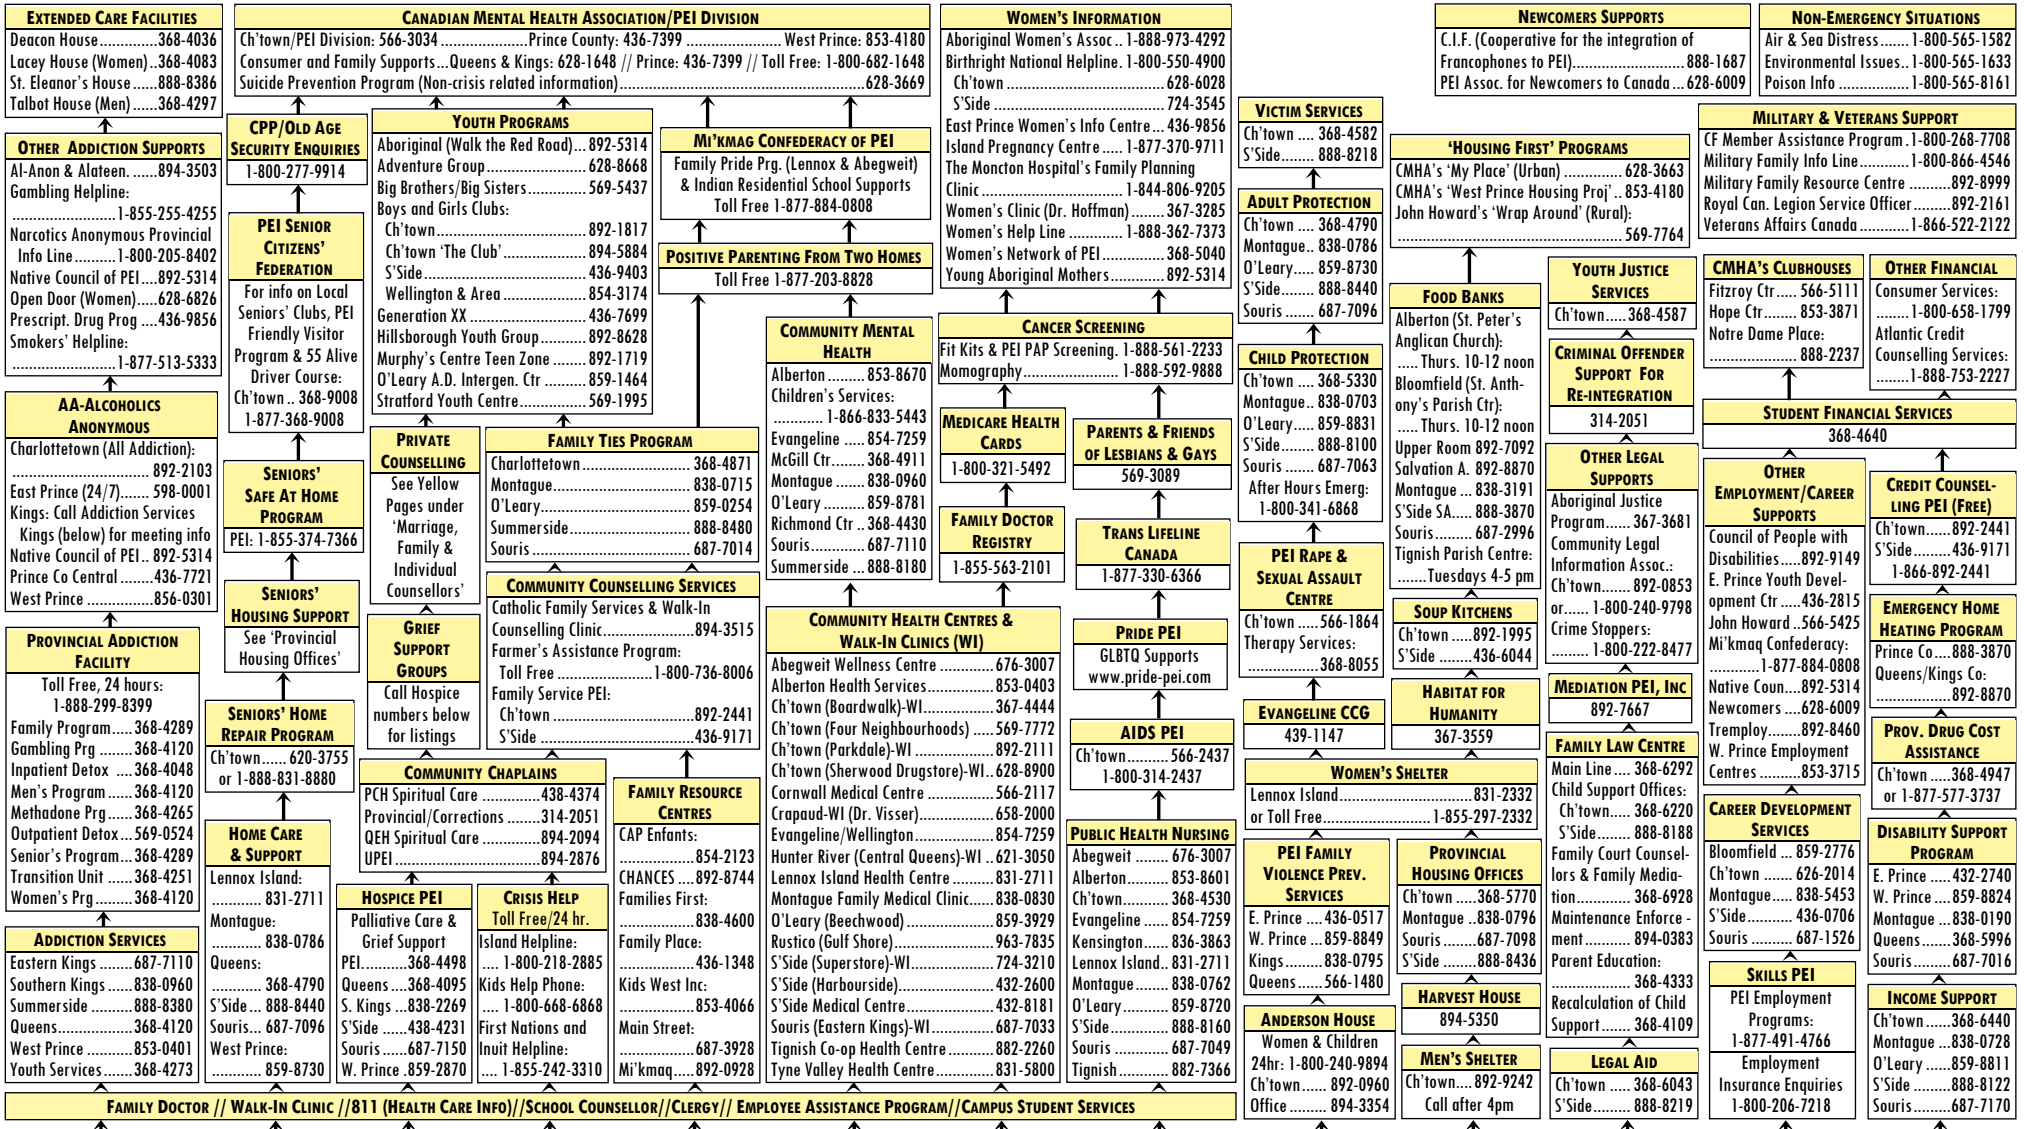 EXTENDED CARE FACILITIES
Deacon House..............368-4036
Lacey House (Women)..368-4083
St. Eleanor's House ......888-8386
Talbot House (Men) .....368-4297
OTHER ADDICTION SUPPORTS
Al-Anon & Alateen. ......894-3503
Gambling Helpline:
.......................1-855-255-4255
Narcotics Anonymous Provincial
Info Line..........1-800-205-8402
Native Council of PEI....892-5314
Open Door (Women).....628-6826
Prescript. Drug Prog ....436-9856
Smokers' Helpline:
.......................1-877-513-5333
AA-ALCOHOLICS
ANONYMOUS
Charlottetown (All Addiction):
................................892-2103
East Prince (24/7)....... 598-0001
Kings: Call Addiction Services
Kings (below) for meeting info
Native Council of PEI.. 892-5314
Prince Co Central ........436-7721
West Prince ...............856-0301
PROVINCIAL ADDICTION
FACILITY
Toll Free, 24 hours:
1-888-299-8399
Family Program.....368-4289
Gambling Prg .......368-4120
Inpatient Detox ....368-4048
Men's Program......368-4120
Methadone Prg......368-4265
Outpatient Detox...569-0524
Senior's Program...368-4289
Transition Unit .....368-4251
Women's Prg........368-4120
ADDICTION SERVICES
Eastern Kings ........687-7110
Southern Kings ......838-0960
Summerside..........888-8380
Queens.................368-4120
West Prince ..........853-0401
Youth Services.......368-4273
CANADIAN MENTAL HEALTH ASSOCIATION/PEI DIVISION
Ch'town/PEI Division: 566-3034 ....................Prince County: 436-7399 ...................... West Prince: 853-4180
Consumer and Family Supports...Queens & Kings: 628-1648 // Prince: 436-7399 // Toll Free: 1-800-682-1648
Suicide Prevention Program (Non-crisis related information)......................................................628-3669
CPP/OLD AGE
SECURITY ENQUIRIES
1-800-277-9914
PEI SENIOR
CITIZENS'
FEDERATION
For info on Local
Seniors' Clubs, PEI
Friendly Visitor
Program & 55 Alive
Driver Course:
Ch'town .. 368-9008
1-877-368-9008
SENIORS'
SAFE AT HOME
PROGRAM
PEI: 1-855-374-7366
SENIORS'
HOUSING SUPPORT
See 'Provincial
Housing Offices'
SENIORS' HOME
REPAIR PROGRAM
Ch'town...... 620-3755
or 1-888-831-8880
HOME CARE
& SUPPORT
Lennox Island:
............ 831-2711
Montague:
............ 838-0786
Queens:
............ 368-4790
S'Side ... 888-8440
Souris... 687-7096
West Prince:
............ 859-8730
YOUTH PROGRAMS
Aboriginal (Walk the Red Road)... 892-5314
Adventure Group.......................628-8668
Big Brothers/Big Sisters..............569-5437
Boys and Girls Clubs:
Ch'town...............................892-1817
Ch'town 'The Club' .................894-5884
S'Side ..................................436-9403
Wellington & Area ..................854-3174
Generation XX ..........................436-7699
Hillsborough Youth Group...........892-8628
Murphy's Centre Teen Zone ........892-1719
O'Leary A.D. Intergen. Ctr ..........859-1464
Stratford Youth Centre...............569-1995
PRIVATE
COUNSELLING
See Yellow
Pages under
'Marriage,
Family &
Individual
Counsellors'
GRIEF
SUPPORT
GROUPS
Call Hospice
numbers below
for listings
MI'KMAG CONFEDERACY OF PEI
Family Pride Prg. (Lennox & Abegweit)
& Indian Residential School Supports
Toll Free 1-877-884-0808
POSITIVE PARENTING FROM TWO HOMES
Toll Free 1-877-203-8828
FAMILY TIES PROGRAM
Charlottetown......................... 368-4871
Montague................................838-0715
O'Leary................................... 859-0254
Summerside............................ 888-8480
Souris .................................... 687-7014
COMMUNITY COUNSELLING SERVICES
Catholic Family Services & Walk-In
Counselling Clinic......................894-3515
Farmer's Assistance Program:
Toll Free .......................1-800-736-8006
Family Service PEI:
Ch'town ................................892-2441
S'Side ...................................436-9171
COMMUNITY CHAPLAINS
PCH Spiritual Care .............438-4374
Provincial/Corrections ........314-2051
QEH Spiritual Care .............894-2094
UPEI .................................894-2876
HOSPICE PEI
Palliative Care &
Grief Support
PEI.........368-4498
Queens ...368-4095
S. Kings ..838-2269
S'Side .....438-4231
Souris ......687-7150
W. Prince .859-2870
CRISIS HELP
Toll Free/24 hr.
Island Helpline:
.... 1-800-218-2885
Kids Help Phone:
.... 1-800-668-6868
First Nations and
Inuit Helpline:
.... 1-855-242-3310
FAMILY RESOURCE
CENTRES
CAP Enfants:
.................854-2123
CHANCES ....892-8744
Families First:
.................838-4600
Family Place:
.................436-1348
Kids West Inc:
.................853-4066
Main Street:
.................687-3928
Mi'kmaq.....892-0928
COMMUNITY MENTAL
HEALTH
Alberton ......... 853-8670
Children's Services:
............ 1-866-833-5443
Evangeline ..... 854-7259
McGill Ctr........ 368-4911
Montague ....... 838-0960
O'Leary .......... 859-8781
Richmond Ctr .. 368-4430
Souris............. 687-7110
Summerside ... 888-8180
COMMUNITY HEALTH CENTRES &
WALK-IN CLINICS (WI)
Abegweit Wellness Centre ............676-3007
Alberton Health Services...............853-0403
Ch'town (Boardwalk)-WI................367-4444
Ch'town (Four Neighbourhoods) .....569-7772
Ch'town (Parkdale)-WI .................892-2111
Ch'town (Sherwood Drugstore)-WI..628-8900
Cornwall Medical Centre ...............566-2117
Crapaud-WI (Dr. Visser)................658-2000
Evangeline/Wellington..................854-7259
Hunter River (Central Queens)-WI ..621-3050
Lennox Island Health Centre .........831-2711
Montague Family Medical Clinic......838-0830
O'Leary (Beechwood) ...................859-3929
Rustico (Gulf Shore)......................963-7835
S'Side (Superstore)-WI..................724-3210
S'Side (Harbourside).....................432-2600
S'Side Medical Centre...................432-8181
Souris (Eastern Kings)-WI..............687-7033
Tignish Co-op Health Centre...........882-2260
Tyne Valley Health Centre..............831-5800
WOMEN'S INFORMATION
Aboriginal Women's Assoc .. 1-888-973-4292
Birthright National Helpline. 1-800-550-4900
Ch'town ................................ 628-6028
S'Side ................................... 724-3545
East Prince Women's Info Centre... 436-9856
Island Pregnancy Centre ..... 1-877-370-9711
The Moncton Hospital's Family Planning
Clinic ................................1-844-806-9205
Women's Clinic (Dr. Hoffman)........ 367-3285
Women's Help Line ............ 1-888-362-7373
Women's Network of PEI............... 368-5040
Young Aboriginal Mothers............. 892-5314
CANCER SCREENING
Fit Kits & PEI PAP Screening. 1-888-561-2233
Momography..................... 1-888-592-9888
MEDICARE HEALTH
CARDS
1-800-321-5492
FAMILY DOCTOR
REGISTRY
1-855-563-2101
PARENTS & FRIENDS
OF LESBIANS & GAYS
569-3089
TRANS LIFELINE
CANADA
1-877-330-6366
PRIDE PEI
GLBTQ Supports
www.pride-pei.com
AIDS PEI
Ch'town......... 566-2437
1-800-314-2437
PUBLIC HEALTH NURSING
Abegweit ........ 676-3007
Alberton..........853-8601
Ch'town...........368-4530
Evangeline ......854-7259
Kensington......836-3863
Lennox Island.. 831-2711
Montague ........838-0762
O'Leary...........859-8720
S'Side.............888-8160
Souris ............687-7049
Tignish............882-7366
VICTIM SERVICES
Ch'town .... 368-4582
S'Side....... 888-8218
ADULT PROTECTION
Ch'town .... 368-4790
Montague.. 838-0786
O'Leary..... 859-8730
S'Side....... 888-8440
Souris ...... 687-7096
CHILD PROTECTION
Ch'town .... 368-5330
Montague.. 838-0703
O'Leary.....859-8831
S'Side....... 888-8100
Souris ...... 687-7063
After Hours Emerg:
1-800-341-6868
PEI RAPE &
SEXUAL ASSAULT
CENTRE
Ch'town .....566-1864
Therapy Services:
................368-8055
EVANGELINE CCG
439-1147
WOMEN'S SHELTER
Lennox Island..............................831-2332
or Toll Free.........................1-855-297-2332
PEI FAMILY
VIOLENCE PREV.
SERVICES
E. Prince ....436-0517
W. Prince ...859-8849
Kings.........838-0795
Queens ..... 566-1480
ANDERSON HOUSE
Women & Children
24hr: 1-800-240-9894
Ch'town ...... 892-0960
Office ......... 894-3354
NEWCOMERS SUPPORTS
C.I.F. (Cooperative for the integration of
Francophones to PEI)......................... 888-1687
PEI Assoc. for Newcomers to Canada ... 628-6009
NON-EMERGENCY SITUATIONS
Air & Sea Distress....... 1-800-565-1582
Environmental Issues.. 1-800-565-1633
Poison Info ............... 1-800-565-8161
'HOUSING FIRST' PROGRAMS
CMHA's 'My Place' (Urban) ............. 628-3663
CMHA's 'West Prince Housing Proj' .. 853-4180
John Howard's 'Wrap Around' (Rural):
.................................................. 569-7764
MILITARY & VETERANS SUPPORT
CF Member Assistance Program .1-800-268-7708
Military Family Info Line...........1-800-866-4546
Military Family Resource Centre .........892-8999
Royal Can. Legion Service Officer........892-2161
Veterans Affairs Canada...........1-866-522-2122
FOOD BANKS
Alberton (St. Peter's
Anglican Church):
..... Thurs. 10-12 noon
Bloomfield (St. Anth-
ony's Parish Ctr):
..... Thurs. 10-12 noon
Upper Room 892-7092
Salvation A. 892-8870
Montague ... 838-3191
S'Side SA..... 888-3870
Souris......... 687-2996
Tignish Parish Centre:
.......Tuesdays 4-5 pm
SOUP KITCHENS
Ch'town .....892-1995
S'Side ........436-6044
HABITAT FOR
HUMANITY
367-3559
PROVINCIAL
HOUSING OFFICES
Ch'town .....368-5770
Montague ..838-0796
Souris ........687-7098
S'Side ........888-8436
HARVEST HOUSE
894-5350
MEN'S SHELTER
Ch'town.... 892-9242
Call after 4pm
YOUTH JUSTICE
SERVICES
Ch'town..... 368-4587
CRIMINAL OFFENDER
SUPPORT FOR
RE-INTEGRATION
314-2051
OTHER LEGAL
SUPPORTS
Aboriginal Justice
Program...... 367-3681
Community Legal
Information Assoc.:
Ch'town...... 892-0853
or...... 1-800-240-9798
Crime Stoppers:
......... 1-800-222-8477
MEDIATION PEI, INC
892-7667
FAMILY LAW CENTRE
Main Line .... 368-6292
Child Support Offices:
Ch'town..... 368-6220
S'Side........ 888-8188
Family Court Counsel-
lors & Family Media-
tion............ 368-6928
Maintenance Enforce -
ment........... 894-0383
Parent Education:
.................. 368-4333
Recalculation of Child
Support....... 368-4109
LEGAL AID
Ch'town ..... 368-6043
S'Side......... 888-8219
CMHA'S CLUBHOUSES
Fitzroy Ctr..... 566-5111
Hope Ctr....... 853-3871
Notre Dame Place:
.................... 888-2237
OTHER FINANCIAL
Consumer Services:
........1-800-658-1799
Atlantic Credit
Counselling Services:
........1-888-753-2227
STUDENT FINANCIAL SERVICES
368-4640
OTHER
EMPLOYMENT/CAREER
SUPPORTS
Council of People with
Disabilities.....892-9149
E. Prince Youth Devel-
opment Ctr ....436-2815
John Howard ..566-5425
Mi'kmaq Confederacy:
...........1-877-884-0808
Native Coun....892-5314
Newcomers ....628-6009
Tremploy........892-8460
W. Prince Employment
Centres .........853-3715
CAREER DEVELOPMENT
SERVICES
Bloomfield ... 859-2776
Ch'town ...... 626-2014
Montague .... 838-5453
S'Side.......... 436-0706
Souris ......... 687-1526
SKILLS PEI
PEI Employment
Programs:
1-877-491-4766
Employment
Insurance Enquiries
1-800-206-7218
CREDIT COUNSEL-
LING PEI (FREE)
Ch'town......892-2441
S'Side.........436-9171
1-866-892-2441
EMERGENCY HOME
HEATING PROGRAM
Prince Co....888-3870
Queens/Kings Co:
................892-8870
PROV. DRUG COST
ASSISTANCE
Ch'town .....368-4947
or 1-877-577-3737
DISABILITY SUPPORT
PROGRAM
E. Prince .....432-2740
W. Prince ....859-8824
Montague ...838-0190
Queens........368-5996
Souris.........687-7016
INCOME SUPPORT
Ch'town ......368-6440
Montague ....838-0728
O'Leary .......859-8811
S'Side .........888-8122
Souris..........687-7170
FAMILY DOCTOR // WALK-IN CLINIC //811 (HEALTH CARE INFO)//SCHOOL COUNSELLOR//CLERGY// EMPLOYEE ASSISTANCE PROGRAM//CAMPUS STUDENT SERVICES